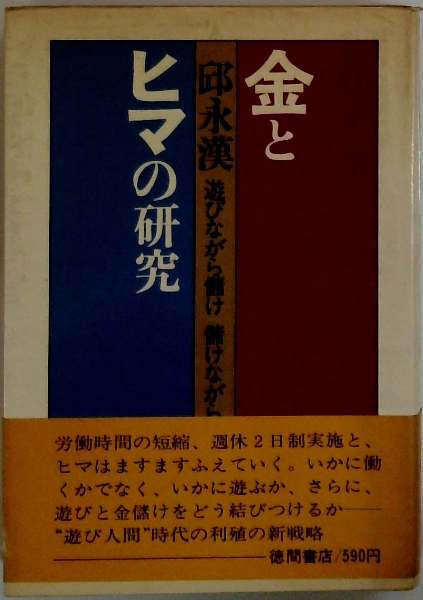 金と
ヒマの研究
邱永漢
遊びながら儲け 儲けながら
労働時間の短縮、週休2日制実施と、
ヒマはますますふえていく。いかに働
くかでなく、いかに遊ぶか、さらに、
遊びと金儲けをどう結びつけるか──
“遊び人間”時代の利殖の新戦略
──徳間書店/590円